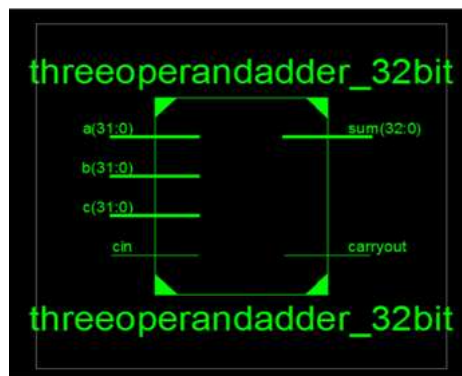 threeoperandadder_32bit
a(31:0)
sum(32:0)
b(31:0)
c(31:0)
cin
carryout
threeoperandadder_32bit